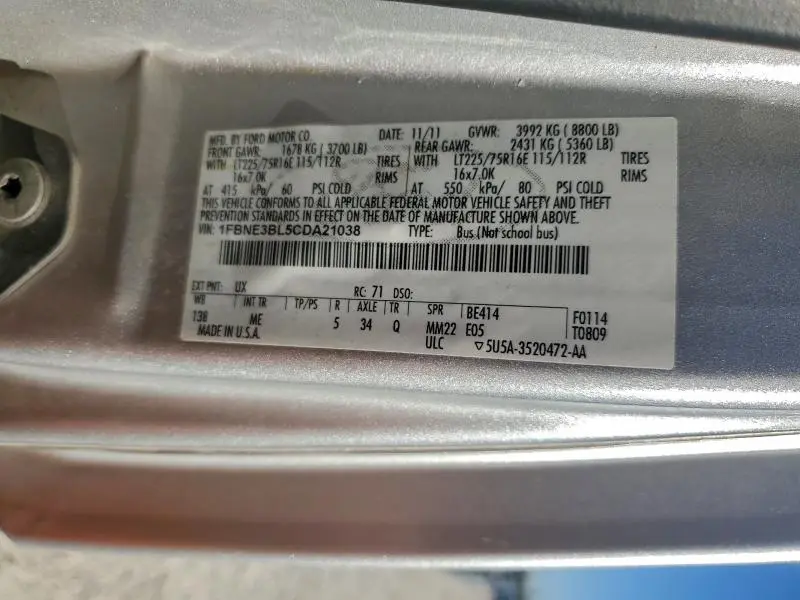 MFD. BY FORD MOTOR CO. DATE: 11/11 GVWR: 3992 KG ( 8800 LB)
FRONT GAWR: 1678 KG ( 3700 LB) REAR GAWR: 2431 KG ( 5360 LB)
WITH LT225/75R16E 115/112R TIRES WITH LT225/75R16E 115/112R TIRES
16x7.0K RIMS 16x7.0K RIMS
AT 415 kPa/ 60 PSI COLD AT 550 kPa/ 80 PSI COLD
THIS VEHICLE CONFORMS TO ALL APPLICABLE FEDERAL MOTOR VEHICLE SAFETY AND THEFT
PREVENTION STANDARDS IN EFFECT ON THE DATE OF MANUFACTURE SHOWN ABOVE.
VIN: 1FBNE3BL5CDA21038 TYPE: Bus (Not school bus)
EXT PNT: UX RC: 71 DSO:
WB INT TR TP/PS R AXLE TR SPR BE414 F0114
138 ME 5 34 Q MM22 E05 T0809
MADE IN U.S.A. ULC ▽5U5A-3520472-AA